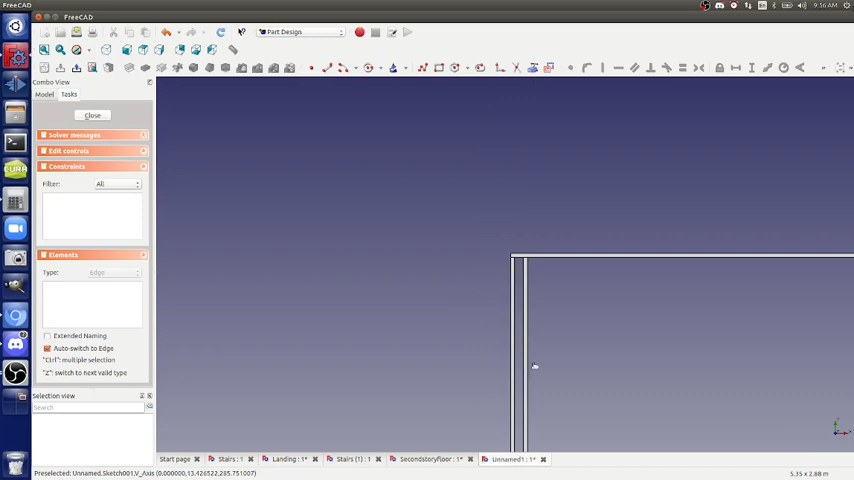 FreeCAD
En
9:56 AM
FreeCAD
Part Design
Combo View
Model
Tasks
Close
Solver messages
Edit controls
Constraints
Filter:
All
Elements
Type:
Edge
Extended Naming
Auto-switch to Edge
"Ctrl": multiple selection
"Z": switch to next valid type
Selection view
Search
CURA
Start page
Stairs : 1
Landing : 1*
Stairs (1) : 1
Secondstoryfloor : 1*
Unnamed1 : 1*
Preselected: Unnamed.Sketch001.V_Axis (0.000000,13.426522,285.751007)
5.35 x 2.88 m